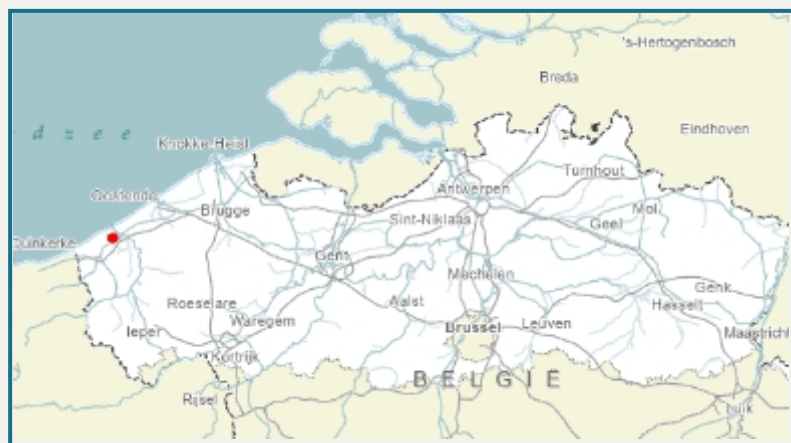 's-Hertogenbosch
Breda
d z e e
Eindhoven
Knokke-Heist
Turnhout
Oostende
Antwerpen
Mol
Brugge
Sint-Niklaas
Geel
Duinkerke
Gent
Mechelen
Genk
Roeselare
Aalst
Hasselt
Waregem
Brussel
Leuven
Ieper
Maastricht
Kortrijk
BELGIË
Rijsel
Luik